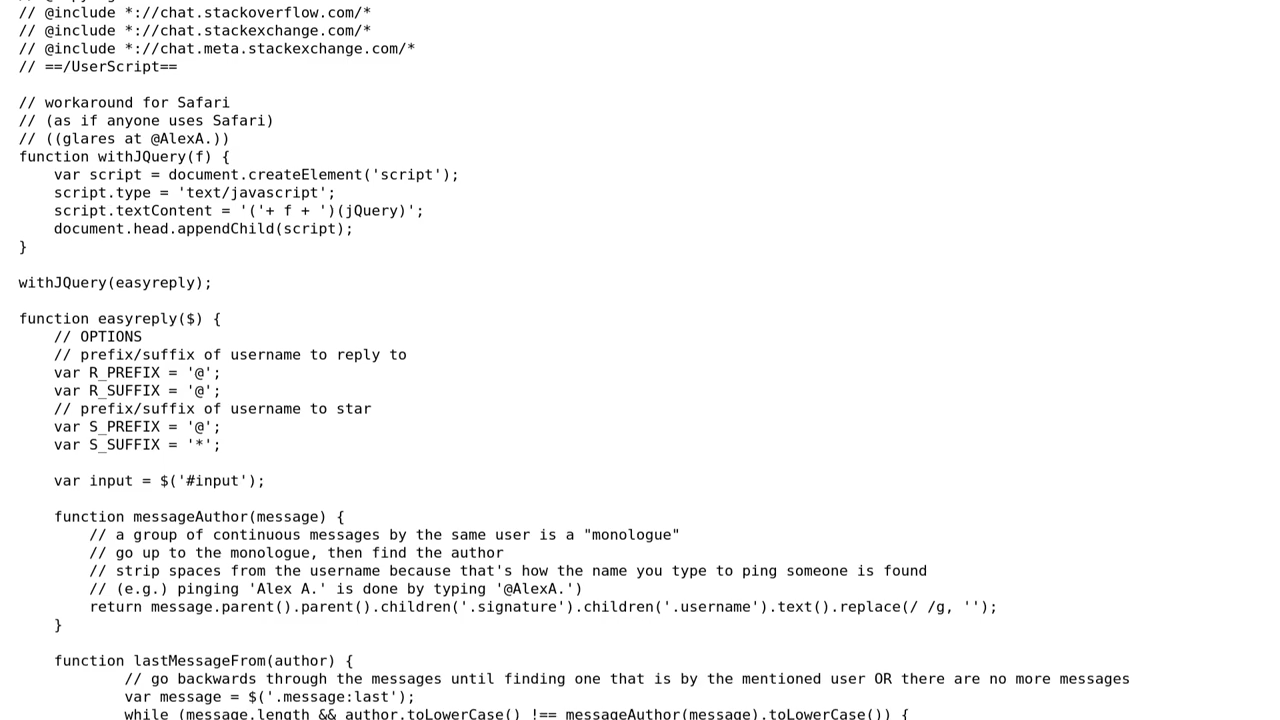 // @include *://chat.stackoverflow.com/*
// @include *://chat.stackexchange.com/*
// @include *://chat.meta.stackexchange.com/*
// ==/UserScript==

// workaround for Safari
// (as if anyone uses Safari)
// ((glares at @AlexA.))
function withJQuery(f) {
    var script = document.createElement('script');
    script.type = 'text/javascript';
    script.textContent = '('+ f + ')(jQuery)';
    document.head.appendChild(script);
}

withJQuery(easyreply);

function easyreply($) {
    // OPTIONS
    // prefix/suffix of username to reply to
    var R_PREFIX = '@';
    var R_SUFFIX = '@';
    // prefix/suffix of username to star
    var S_PREFIX = '@';
    var S_SUFFIX = '*';

    var input = $('#input');

    function messageAuthor(message) {
        // a group of continuous messages by the same user is a "monologue"
        // go up to the monologue, then find the author
        // strip spaces from the username because that's how the name you type to ping someone is found
        // (e.g.) pinging 'Alex A.' is done by typing '@AlexA.')
        return message.parent().parent().children('.signature').children('.username').text().replace(/ /g, '');
    }

    function lastMessageFrom(author) {
            // go backwards through the messages until finding one that is by the mentioned user OR there are no more messages
            var message = $('.message:last');
            while (message.length && author.toLowerCase() !== messageAuthor(message).toLowerCase()) {